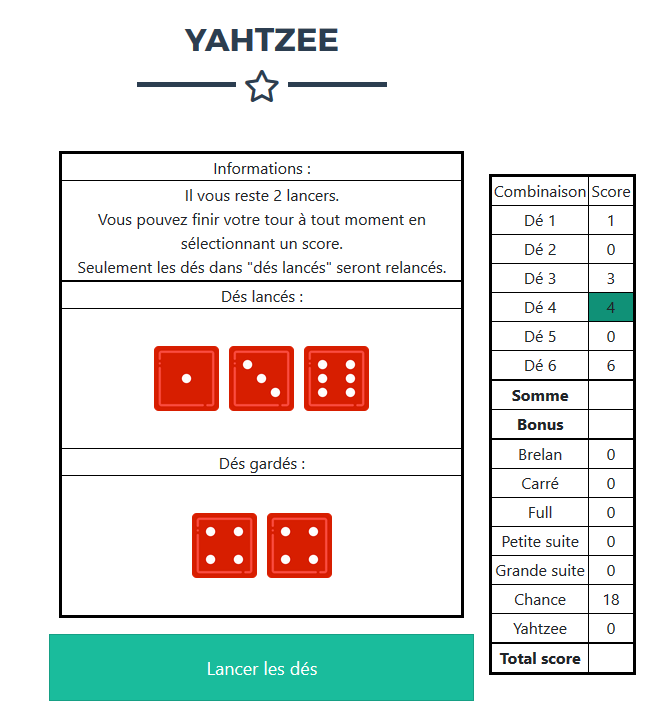 YAHTZEE
Informations :
Il vous reste 2 lancers.
Vous pouvez finir votre tour à tout moment en
sélectionnant un score.
Seulement les dés dans "dés lancés" seront relancés.
Dés lancés :
Dés gardés :
Lancer les dés
Combinaison Score
Dé 1 1
Dé 2 0
Dé 3 3
Dé 4 4
Dé 5 0
Dé 6 6
Somme
Bonus
Brelan 0
Carré 0
Full 0
Petite suite 0
Grande suite 0
Chance 18
Yahtzee 0
Total score